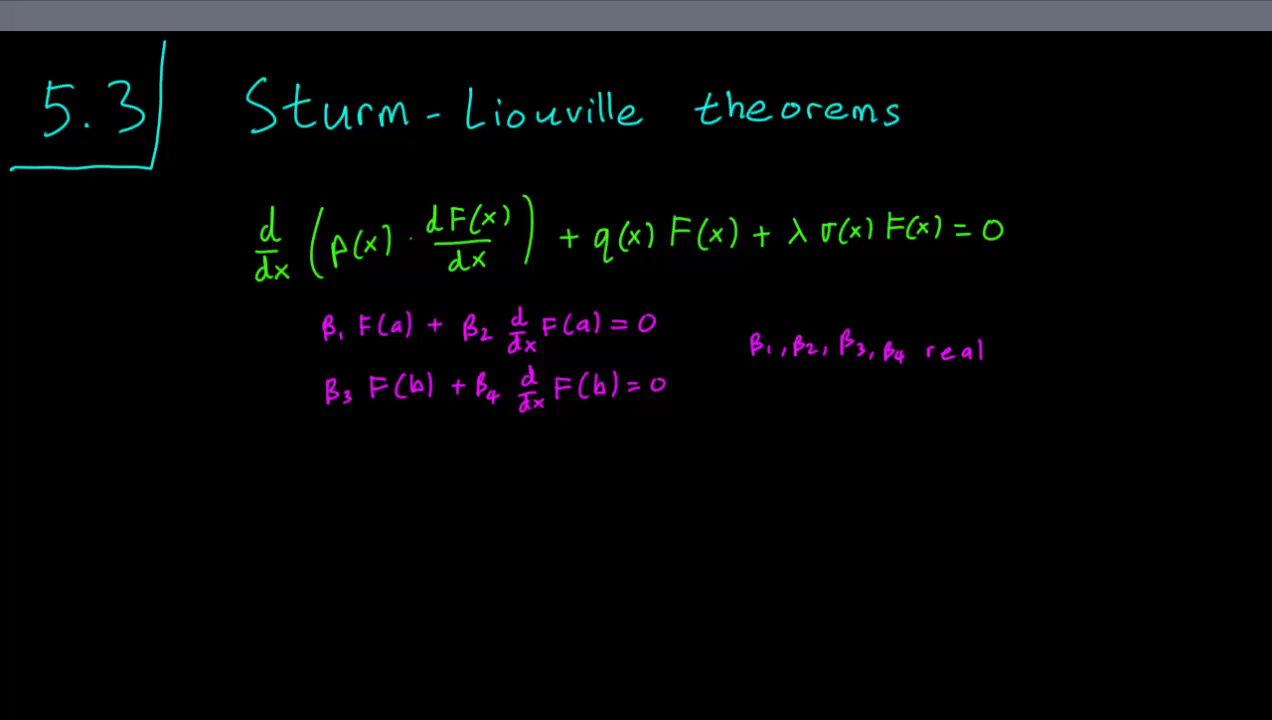 5.3 Sturm-Liouville theorems
d/dx (p(x) · dF(x)/dx) + q(x) F(x) + λ σ(x) F(x) = 0
β₁ F(a) + β₂ d/dx F(a) = 0
β₁, β₂, β₃, β₄ real
β₃ F(b) + β₄ d/dx F(b) = 0